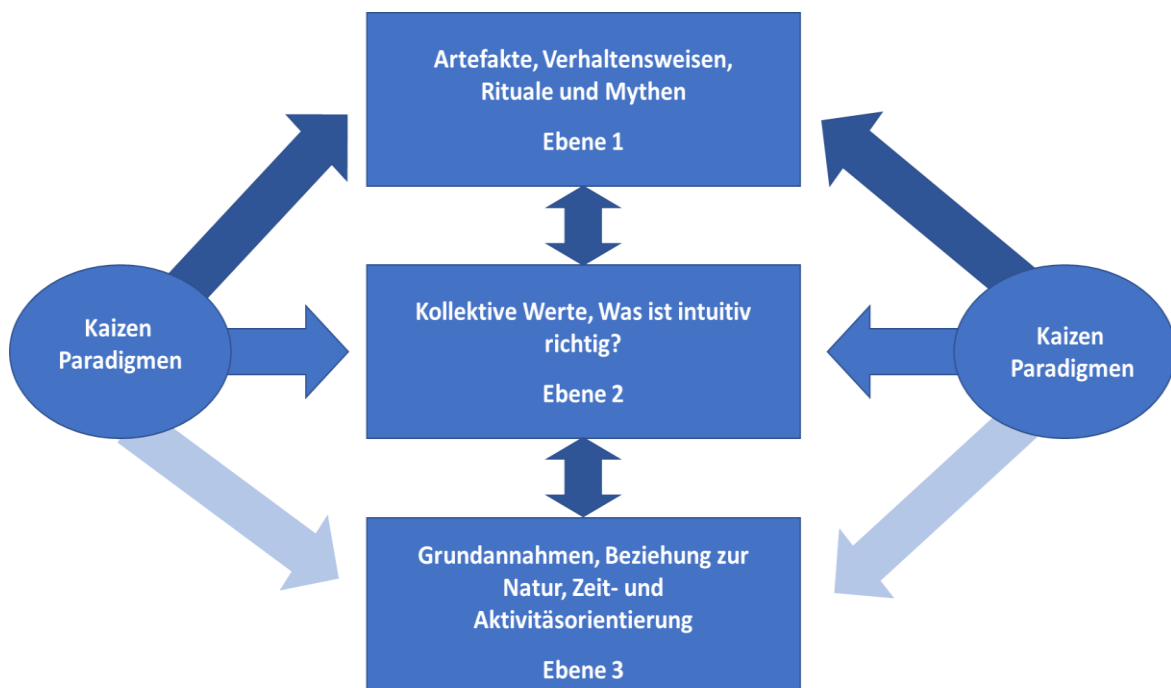 Artefakte, Verhaltensweisen,
Rituale und Mythen
Ebene 1
Kaizen
Paradigmen
Kollektive Werte, Was ist intuitiv
richtig?
Ebene 2
Kaizen
Paradigmen
Grundannahmen, Beziehung zur
Natur, Zeit- und
Aktivitäsorientierung
Ebene 3